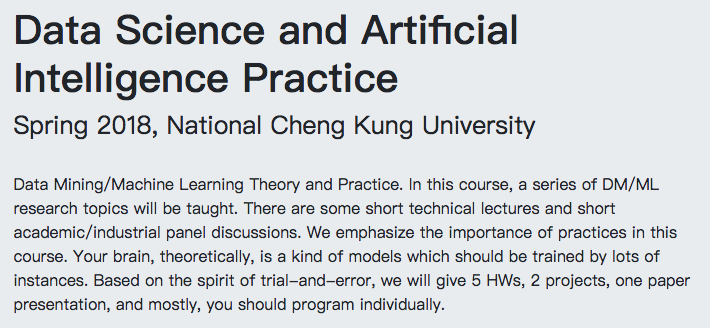 Data Science and Artificial
Intelligence Practice
Spring 2018, National Cheng Kung University
Data Mining/Machine Learning Theory and Practice. In this course, a series of DM/ML
research topics will be taught. There are some short technical lectures and short
academic/industrial panel discussions. We emphasize the importance of practices in this
course. Your brain, theoretically, is a kind of models which should be trained by lots of
instances. Based on the spirit of trial-and-error, we will give 5 HWs, 2 projects, one paper
presentation, and mostly, you should program individually.